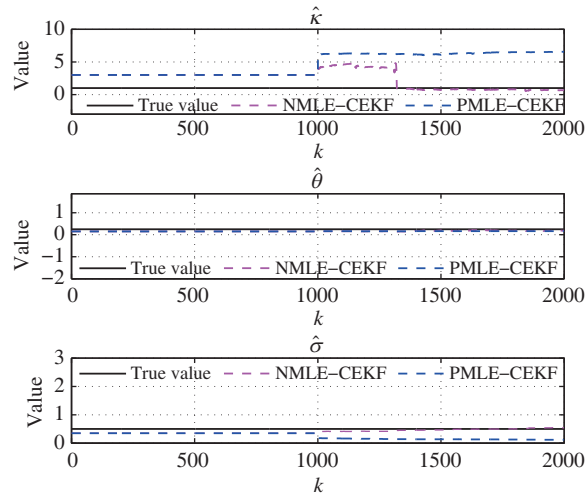 κ̂
10
5
0
Value
True value NMLE−CEKF PMLE−CEKF
0 500 1000 1500 2000
k
θ̂
1
0
−1
−2
Value
True value NMLE−CEKF PMLE−CEKF
0 500 1000 1500 2000
k
σ̂
3
2
1
0
Value
True value NMLE−CEKF PMLE−CEKF
0 500 1000 1500 2000
k